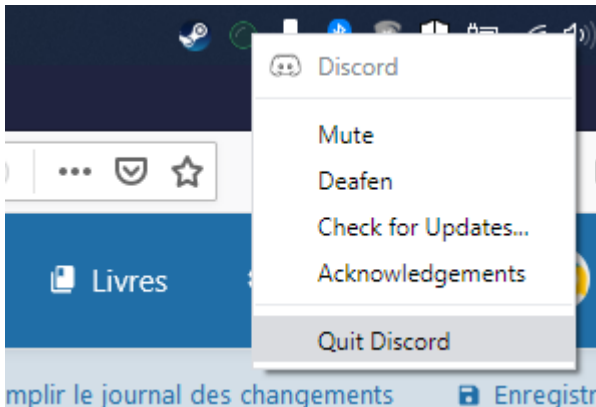 Discord
Mute
Deafen
Check for Updates...
Acknowledgements
Livres
Quit Discord
mplir le journal des changements
Enregistr